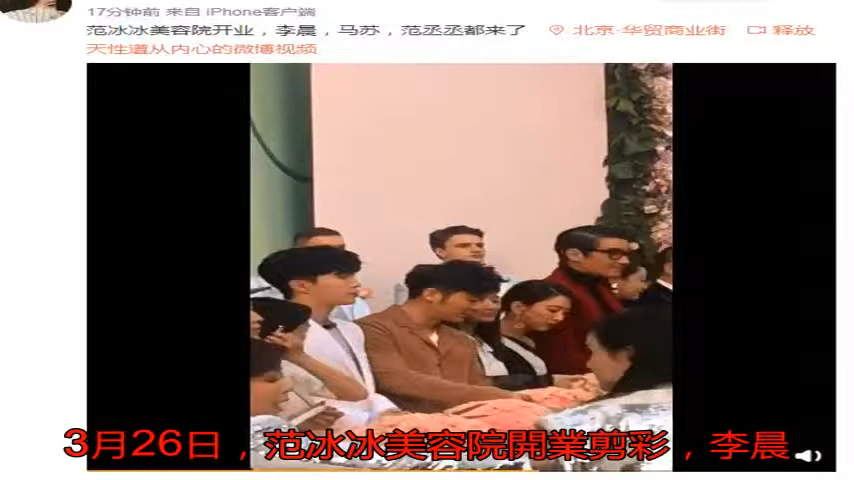 17分钟前 来自 iPhone客户端
范冰冰美容院开业，李晨，马苏，范丞丞都来了 北京·华贸商业街 释放
天性遵从内心的微博视频
3月26日，范冰冰美容院開業剪彩，李晨